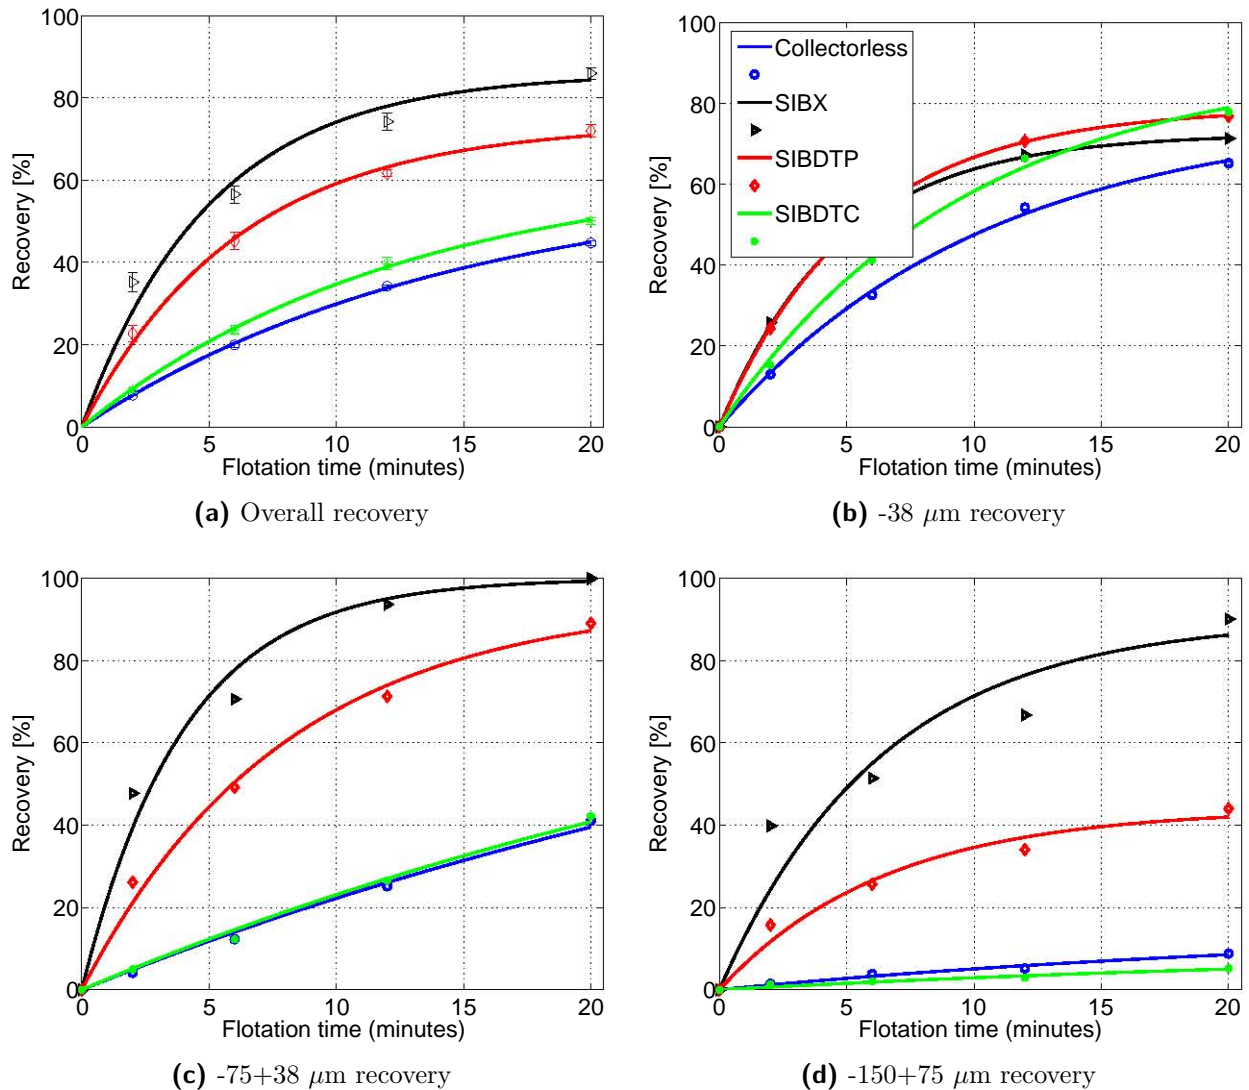 100
80
60
40
20
0
Recovery [%]
0 5 10 15 20
Flotation time (minutes)
(a) Overall recovery
100
80
60
40
20
0
Recovery [%]
Collectorless
SIBX
SIBDTP
SIBDTC
0 5 10 15 20
Flotation time (minutes)
(b) -38 μm recovery
100
80
60
40
20
0
Recovery [%]
0 5 10 15 20
Flotation time (minutes)
(c) -75+38 μm recovery
100
80
60
40
20
0
Recovery [%]
0 5 10 15 20
Flotation time (minutes)
(d) -150+75 μm recovery